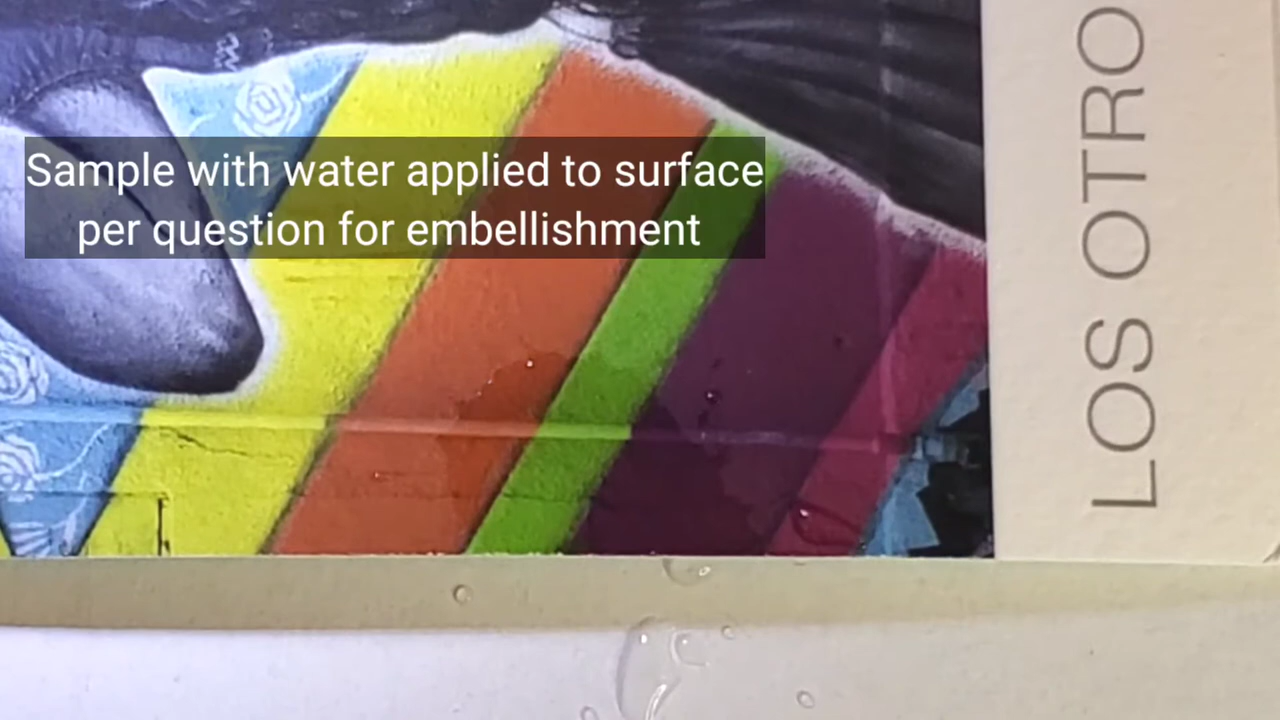 Sample with water applied to surface
per question for embellishment
LOS OTRO